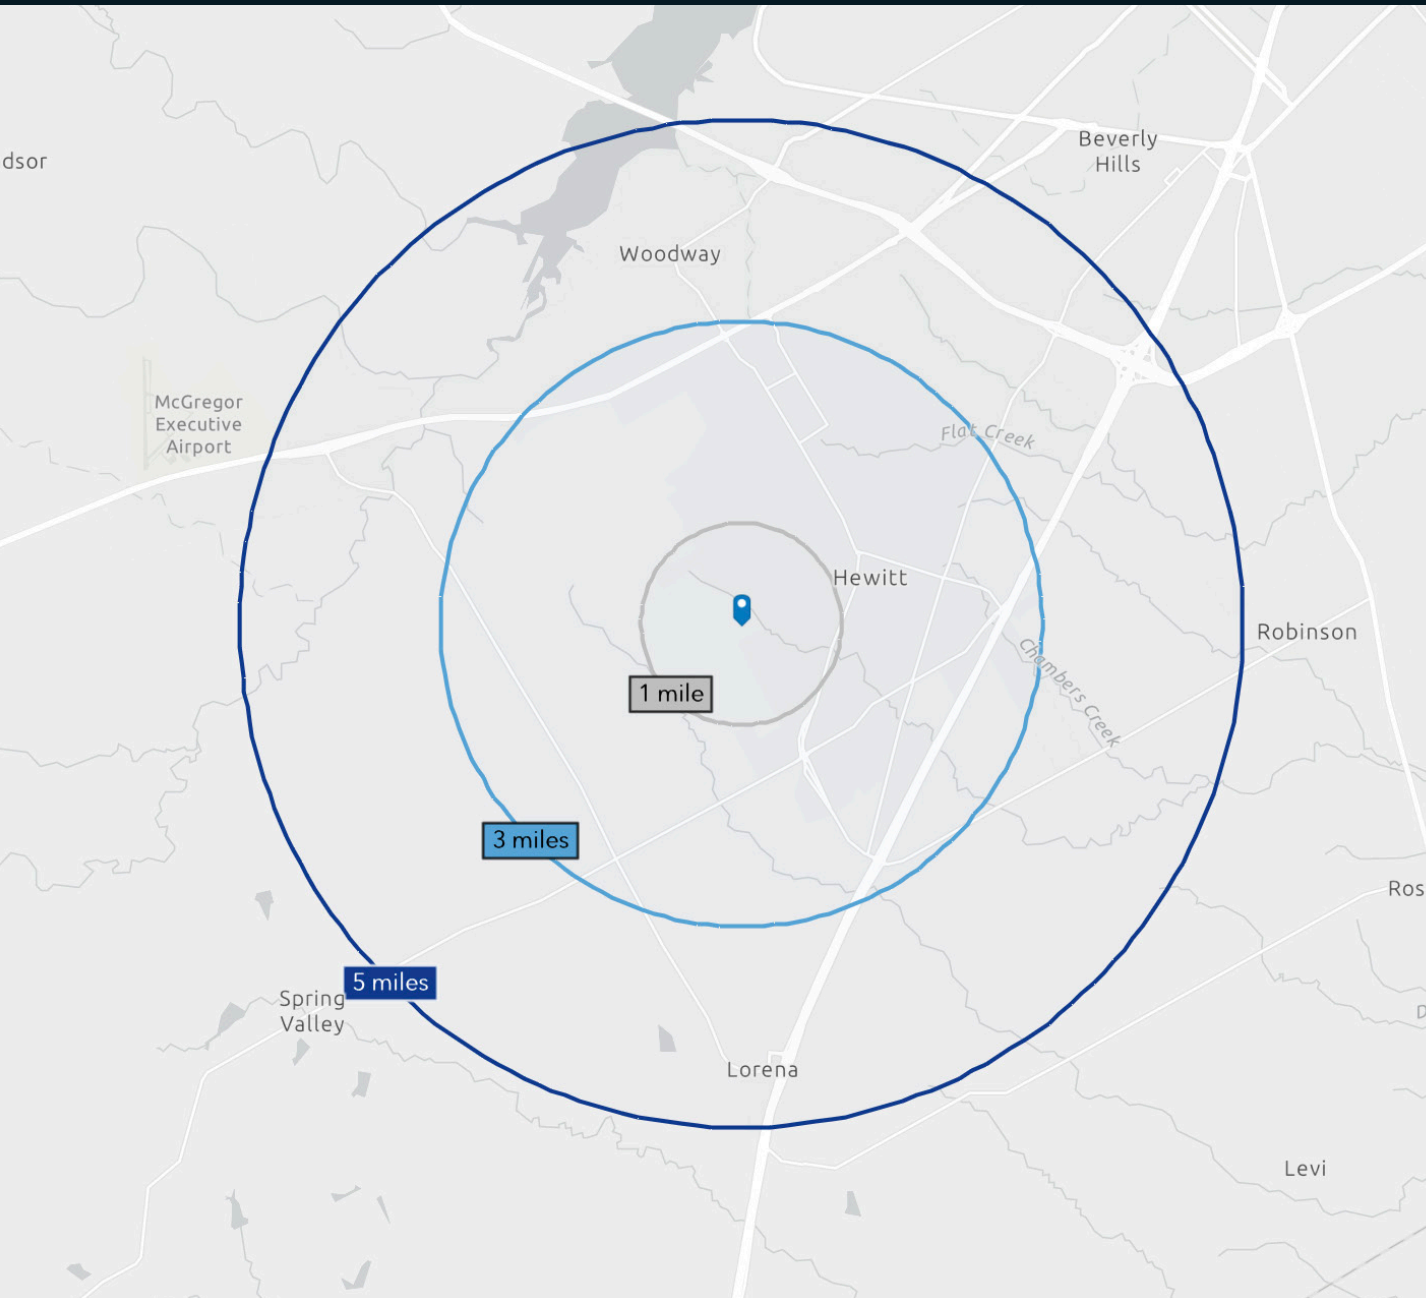 Beverly
Hills
dsor
Woodway
McGregor
Executive
Airport
Flat Creek
Hewitt
Robinson
Chambers Creek
1 mile
3 miles
Ros
5 miles
Spring
Valley
D
Lorena
Levi